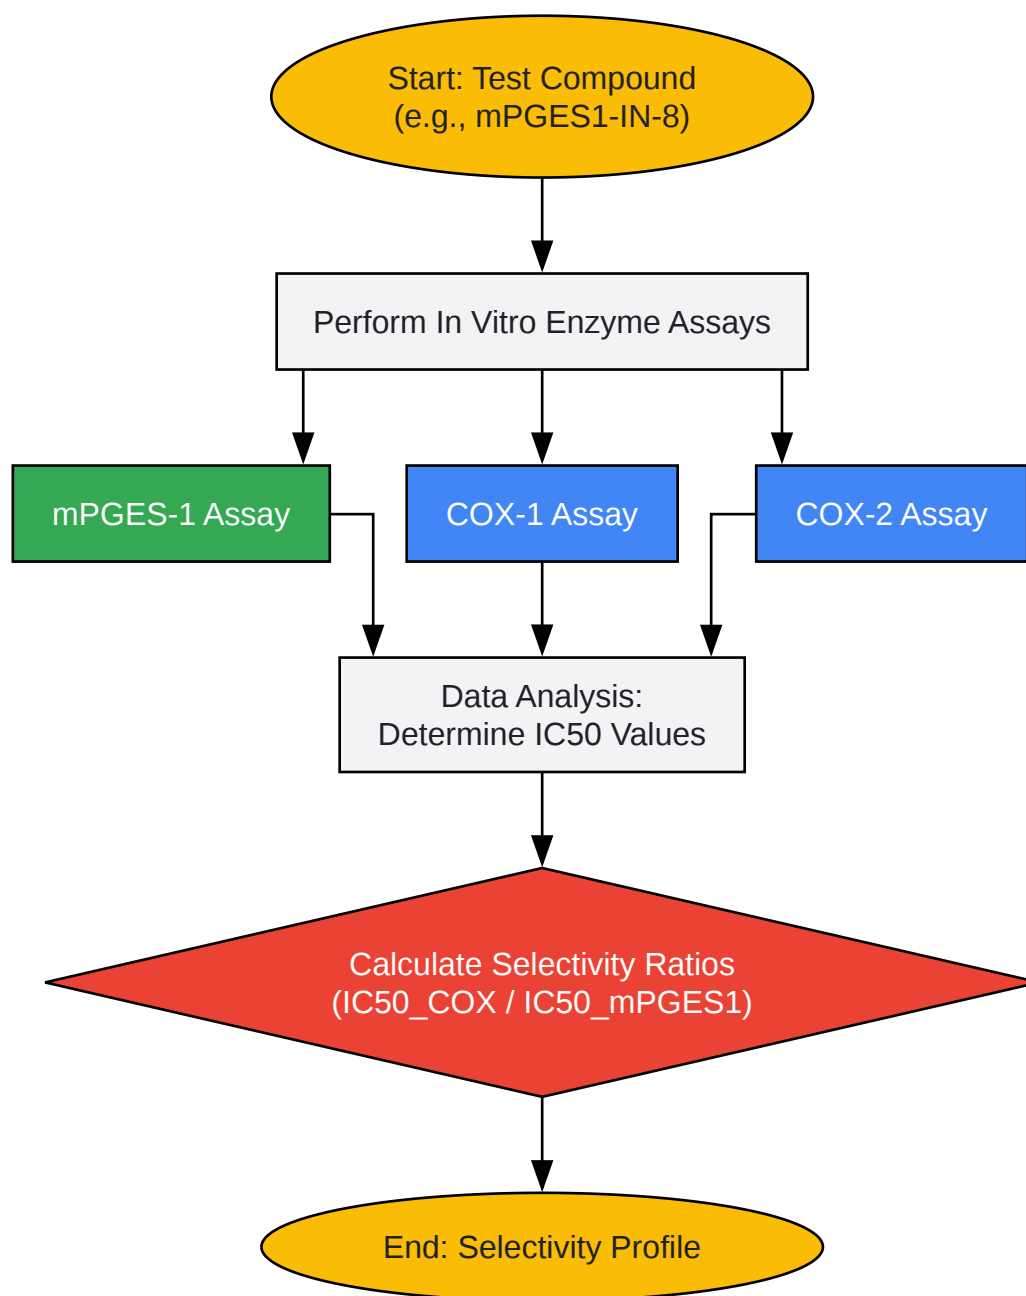 Start: Test Compound
(e.g., mPGES1-IN-8)
Perform In Vitro Enzyme Assays
mPGES-1 Assay
COX-1 Assay
COX-2 Assay
Data Analysis:
Determine IC50 Values
Calculate Selectivity Ratios
(IC50_COX / IC50_mPGES1)
End: Selectivity Profile